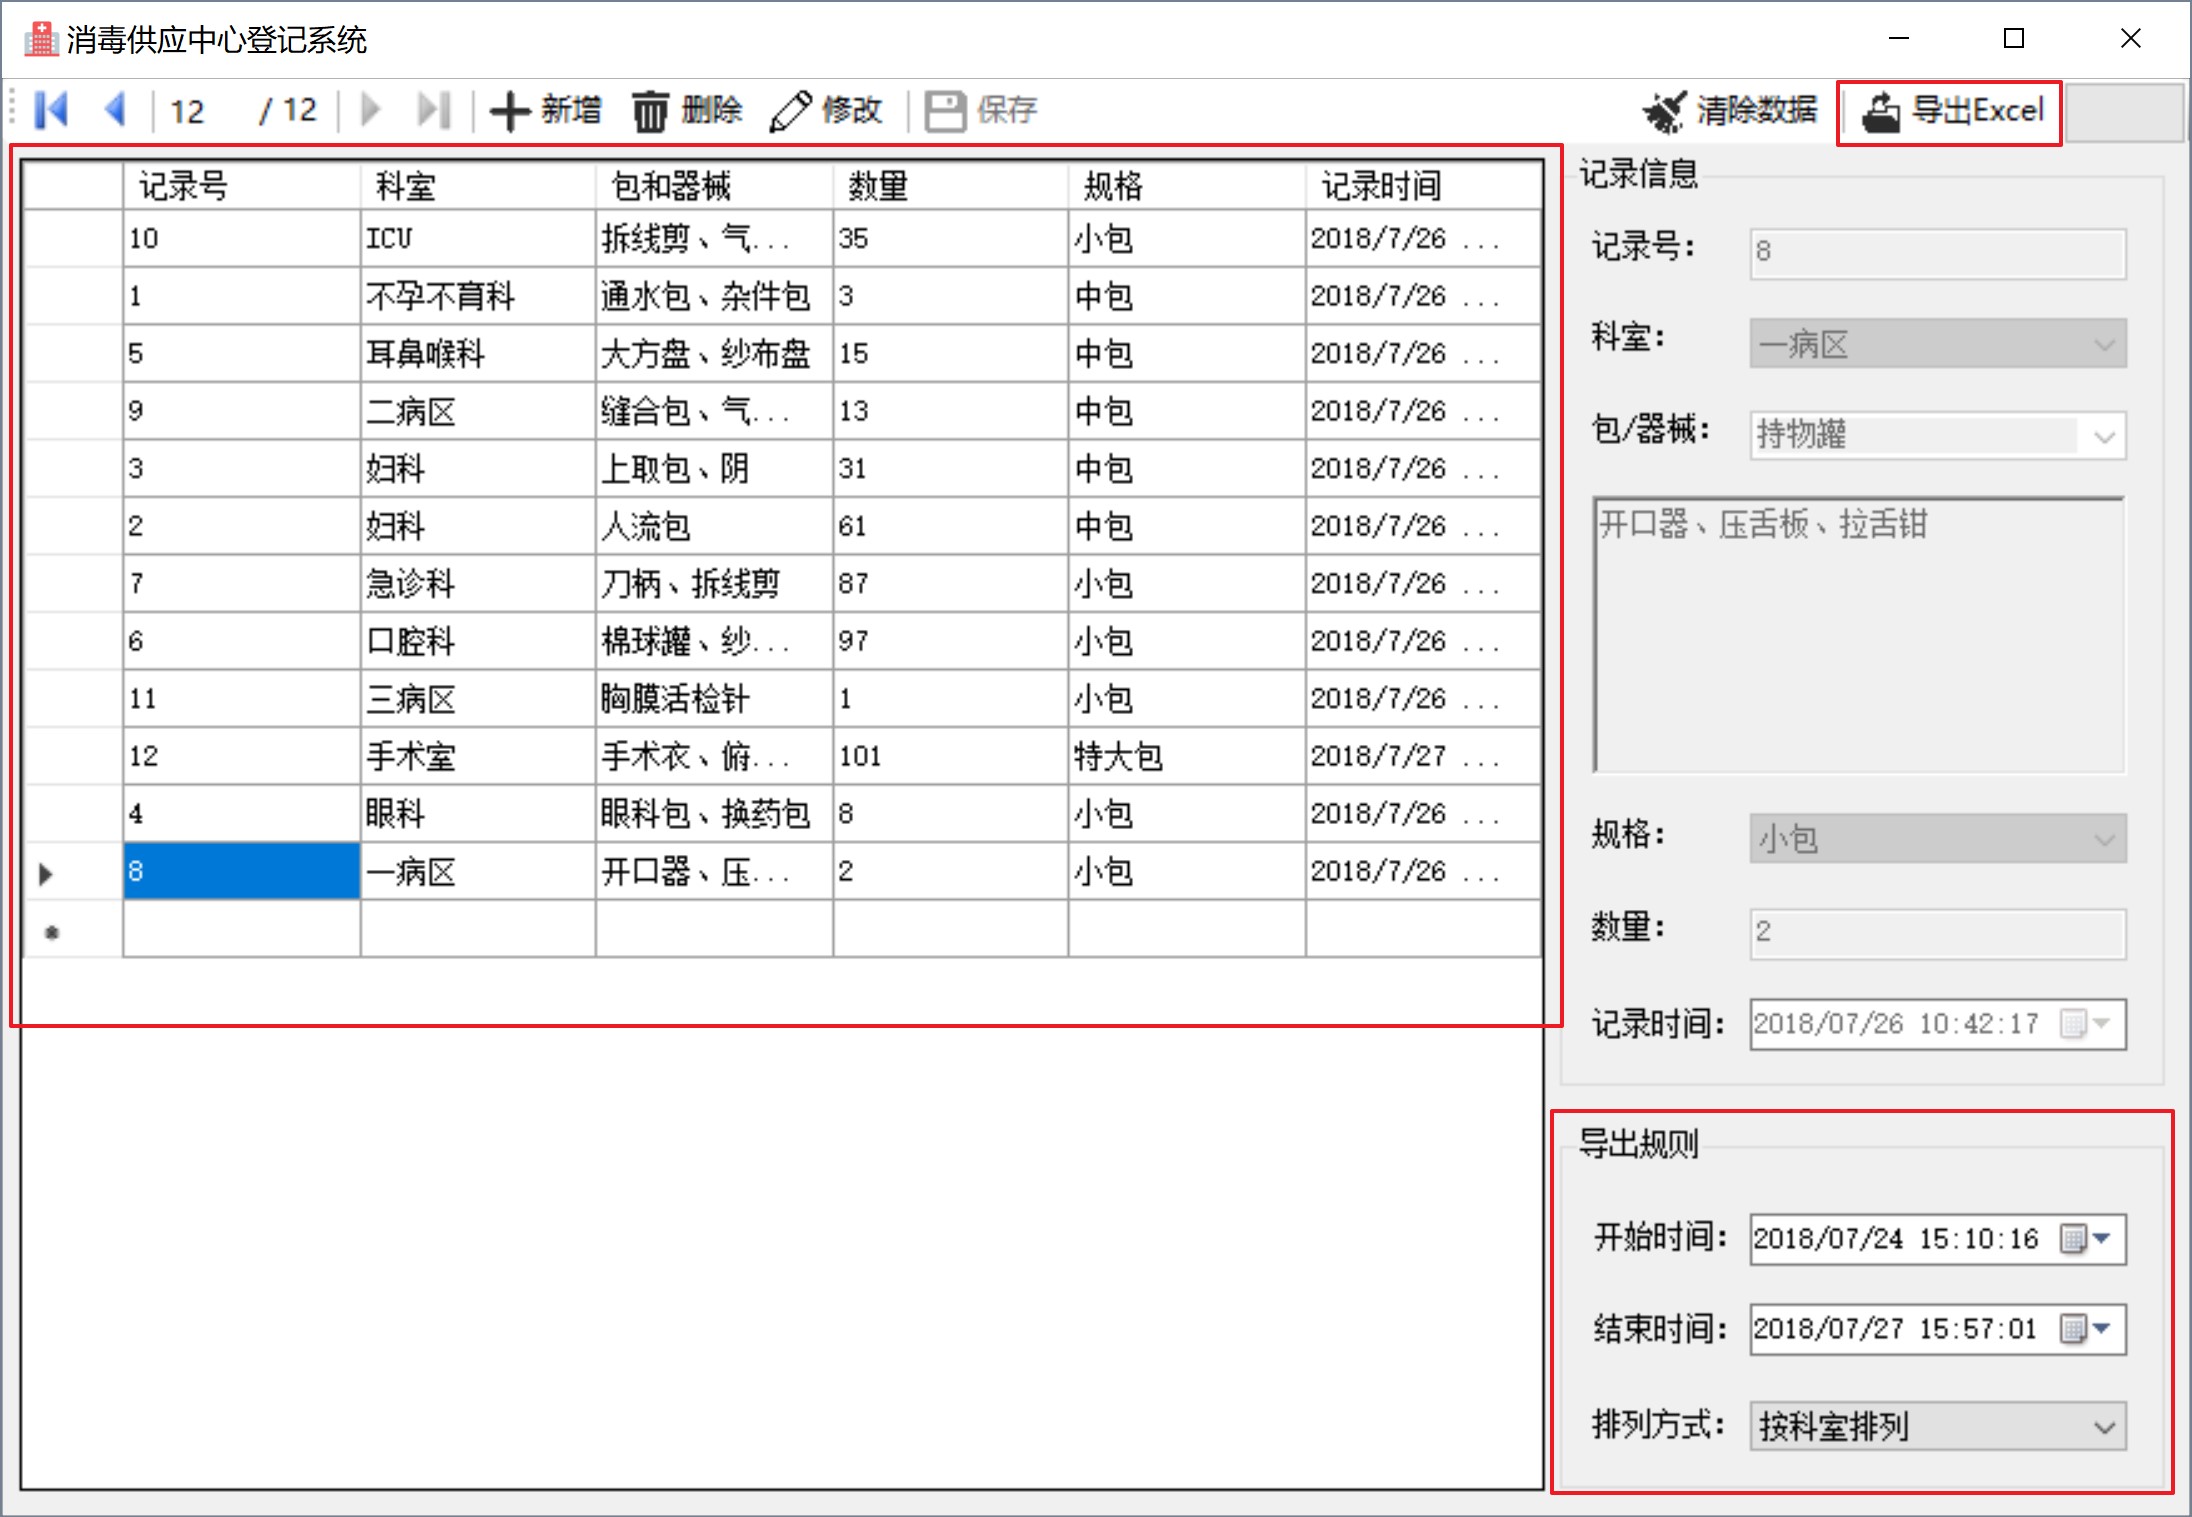 消毒供应中心登记系统
12 / 12 新增 删除 修改 保存 清除数据 导出Excel
记录号 科室 包和器械 数量 规格 记录时间
10 ICU 拆线剪、气... 35 小包 2018/7/26 ...
1 不孕不育科 通水包、杂件包 3 中包 2018/7/26 ...
5 耳鼻喉科 大方盘、纱布盘 15 中包 2018/7/26 ...
9 二病区 缝合包、气... 13 中包 2018/7/26 ...
3 妇科 上取包、阴 31 中包 2018/7/26 ...
2 妇科 人流包 61 中包 2018/7/26 ...
7 急诊科 刀柄、拆线剪 87 小包 2018/7/26 ...
6 口腔科 棉球罐、纱... 97 小包 2018/7/26 ...
11 三病区 胸膜活检针 1 小包 2018/7/26 ...
12 手术室 手术衣、俯... 101 特大包 2018/7/27 ...
4 眼科 眼科包、换药包 8 小包 2018/7/26 ...
8 一病区 开口器、压... 2 小包 2018/7/26 ...
记录信息
记录号： 8
科室： 一病区
包/器械： 持物罐
开口器、压舌板、拉舌钳
规格： 小包
数量： 2
记录时间： 2018/07/26 10:42:17
导出规则
开始时间： 2018/07/24 15:10:16
结束时间： 2018/07/27 15:57:01
排列方式： 按科室排列